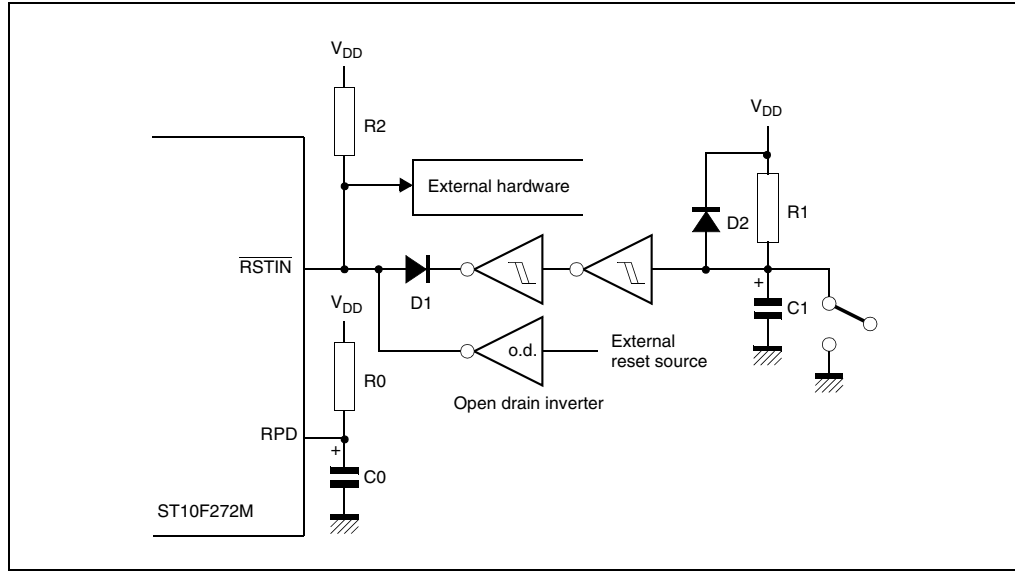 VDD
R2
External hardware
VDD
R1
D2
RSTIN
D1
+
C1
VDD
R0
o.d.
External
reset source
Open drain inverter
RPD
+
C0
ST10F272M